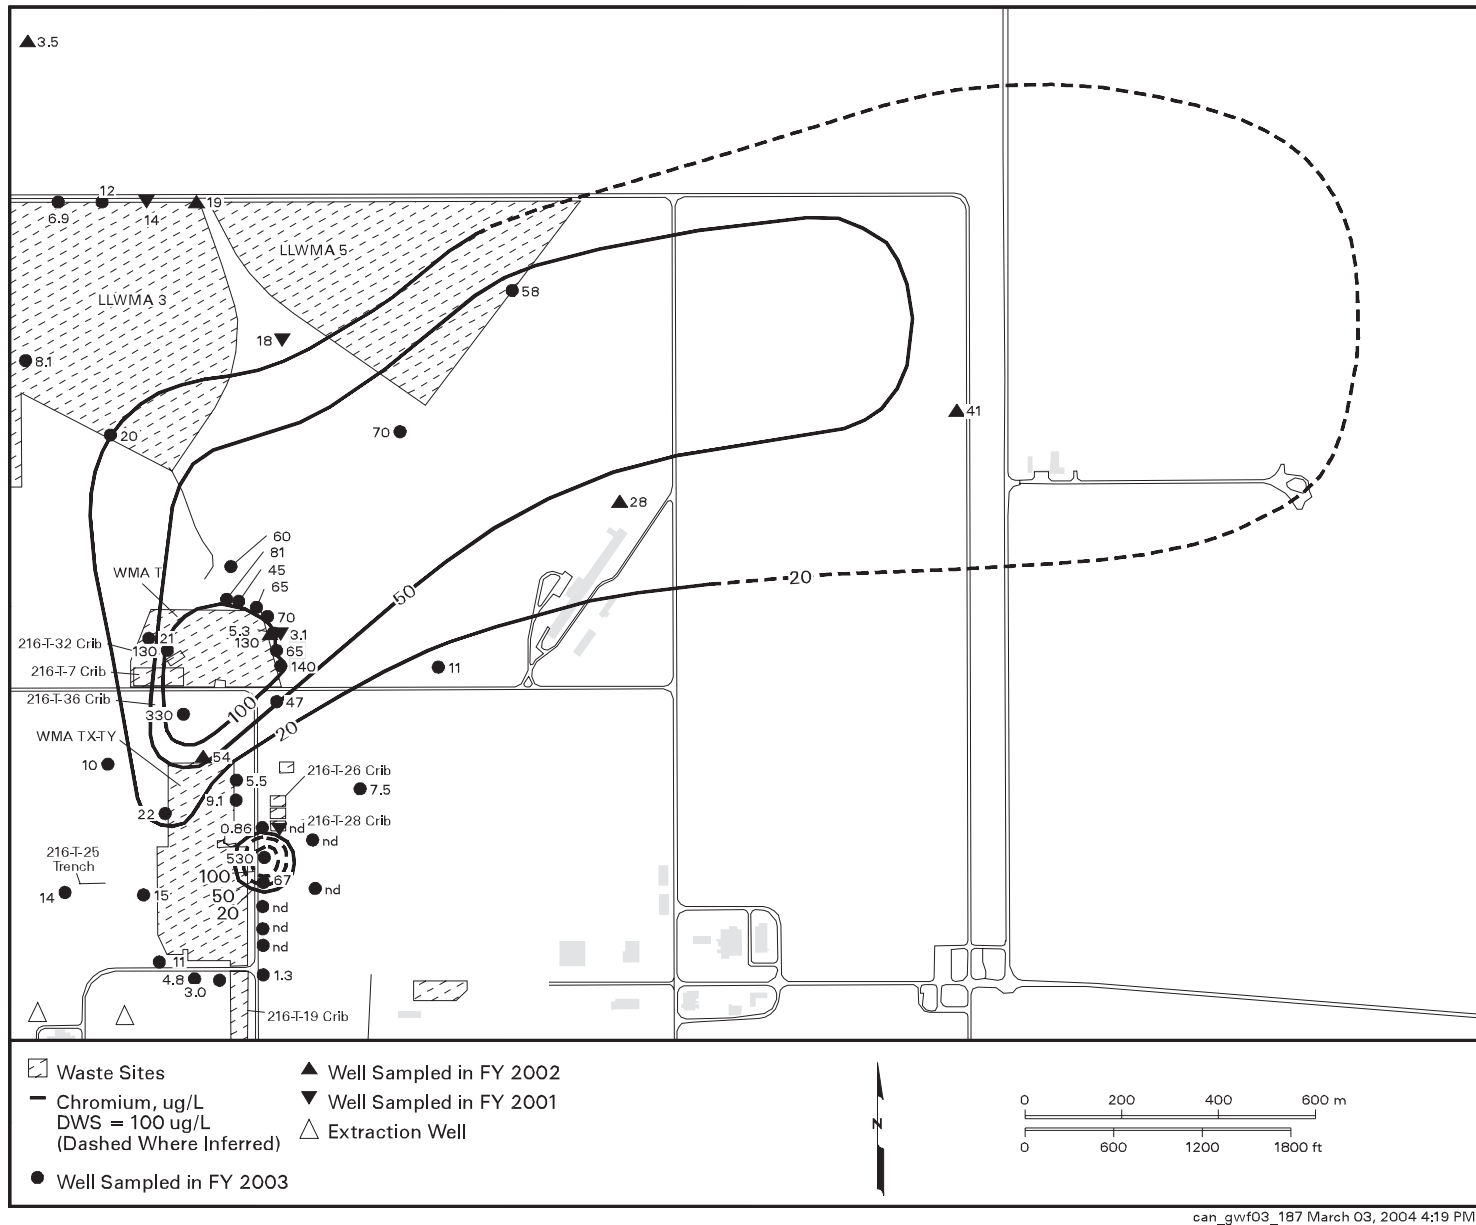 3.5
12
6.9
14
19
LLWMA 5
LLWMA 3
58
18
8.1
41
20
70
28
60
81
45
65
WMA T
50
20
70
5.3
3.1
216-T-32 Crib
21
130
130
65
216-T-7 Crib
140
11
216-T-36 Crib
47
330
100
20
WMA TX-TY
54
10
216-T-26 Crib
5.5
7.5
9.1
22
0.86
nd
216-T-28 Crib
nd
216-T-25
Trench
530
100
67
nd
14
15
50
20
nd
nd
nd
11
4.8
3.0
1.3
216-T-19 Crib
Waste Sites
Chromium, ug/L
DWS = 100 ug/L
(Dashed Where Inferred)
Well Sampled in FY 2003
Well Sampled in FY 2002
Well Sampled in FY 2001
Extraction Well
N
0 200 400 600 m
0 600 1200 1800 ft
can_gwf03_187 March 03, 2004 4:19 PM